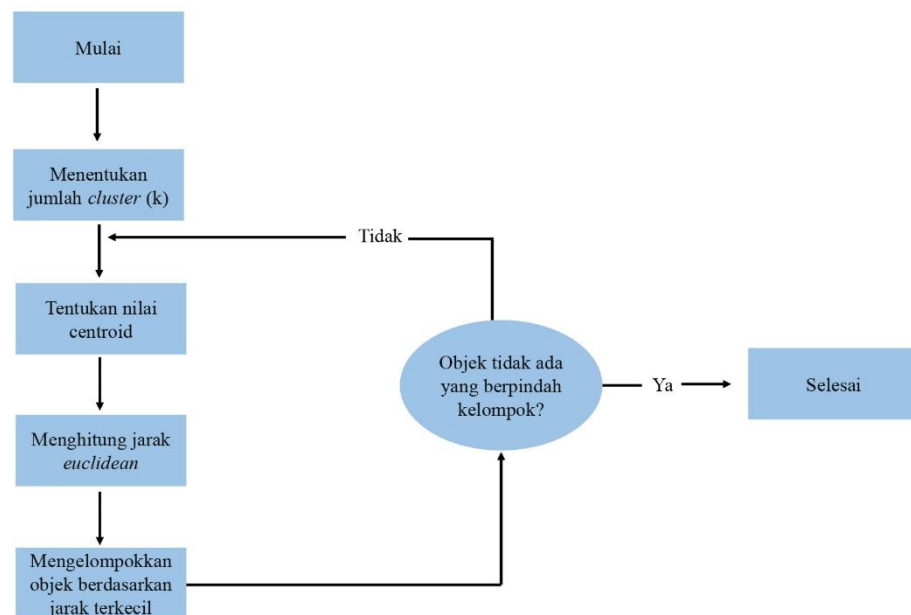 Mulai
Menentukan
jumlah cluster (k)
Tidak
Tentukan nilai
centroid
Objek tidak ada
yang berpindah
kelompok?
Ya
Selesai
Menghitung jarak
euclidean
Mengelompokkan
objek berdasarkan
jarak terkecil